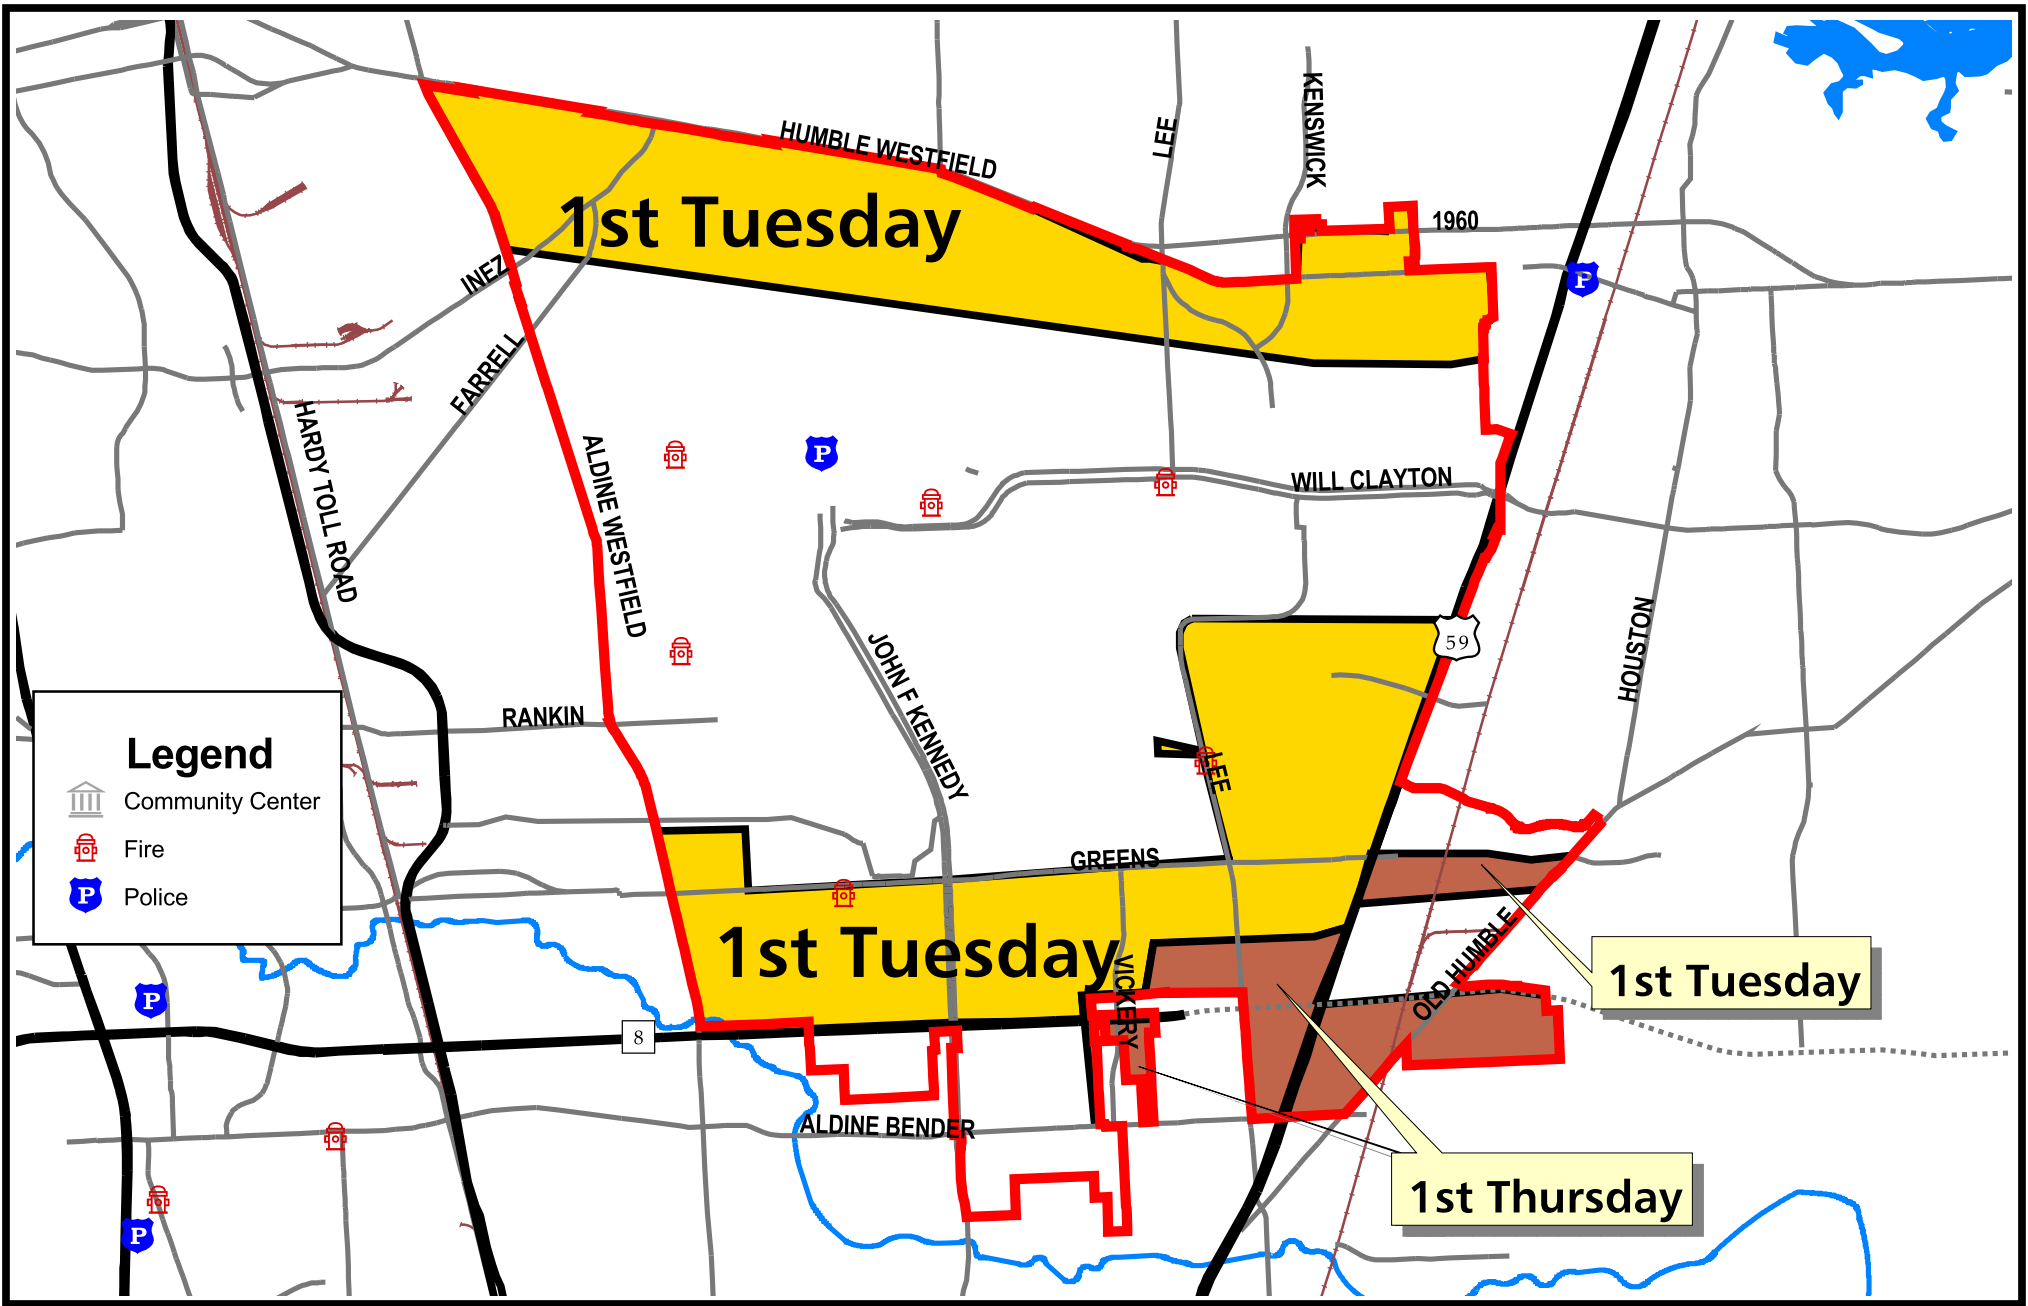 HUMBLE WESTFIELD
LEE
KENSWICK
1960
1st Tuesday
P
INEZ
FARRELL
HARDY TOLL ROAD
ALDINE WESTFIELD
P
WILL CLAYTON
59
HOUSTON
JOHN F KENNEDY
RANKIN
LEE
Legend
Community Center
Fire
P Police
GREENS
1st Tuesday
VICKERY
OLD HUMBLE
1st Tuesday
P
8
ALDINE BENDER
1st Thursday
P